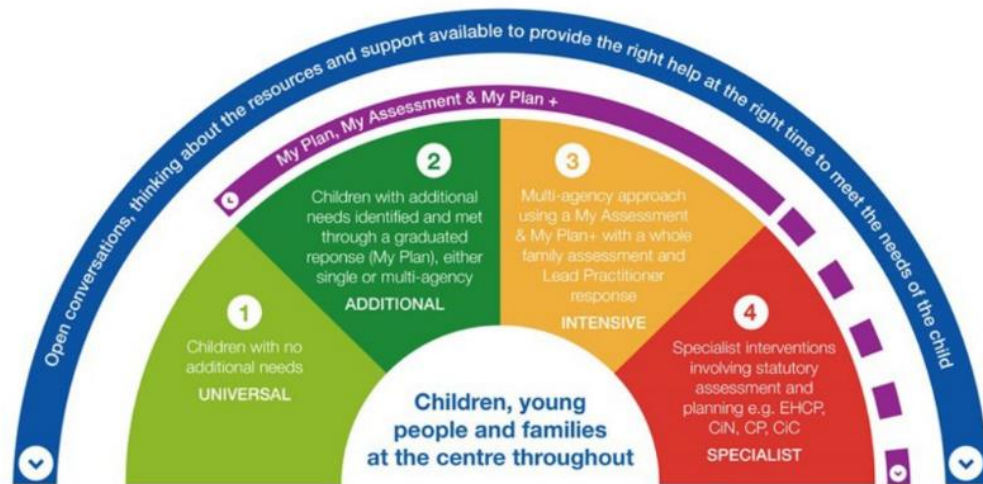 Open conversations, thinking about the resources and support available to provide the right help at the right time to meet the needs of the child
My Plan, My Assessment & My Plan +
1
Children with no
additional needs
UNIVERSAL
2
Children with additional
needs identified and met
through a graduated
reponse (My Plan), either
single or multi-agency
ADDITIONAL
3
Multi-agency approach
using a My Assessment
& My Plan+ with a whole
family assessment and
Lead Practitioner
response
INTENSIVE
4
Specialist interventions
involving statutory
assessment and
planning e.g. EHCP,
CiN, CP, CiC
SPECIALIST
Children, young
people and families
at the centre throughout